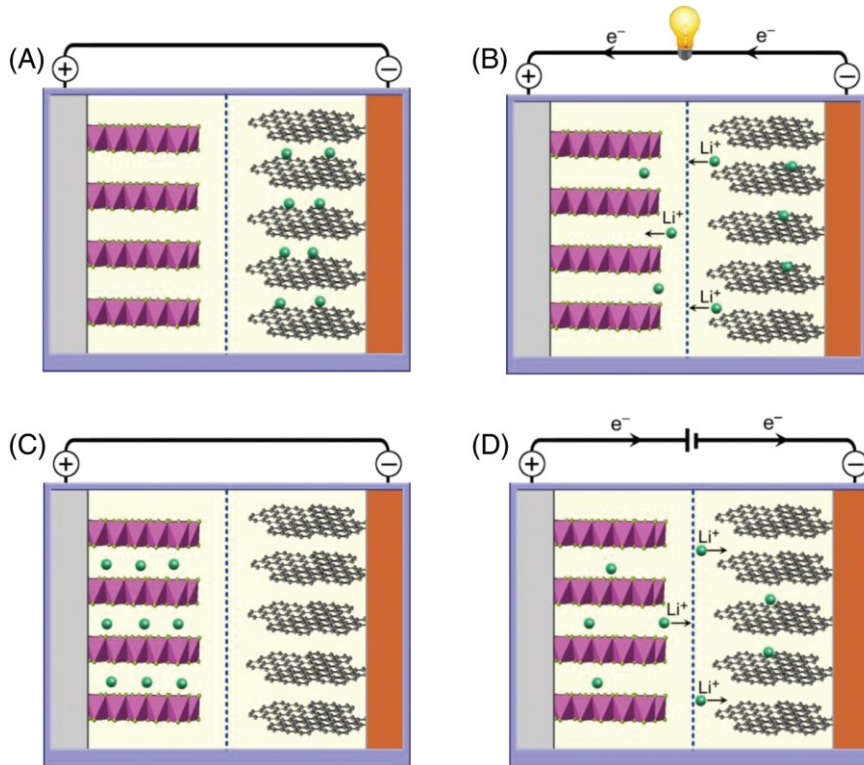 (A)
+
−
(B)
e⁻
e⁻
+
−
Li⁺
Li⁺
Li⁺
(C)
+
−
(D)
e⁻
e⁻
+
−
Li⁺
Li⁺
Li⁺